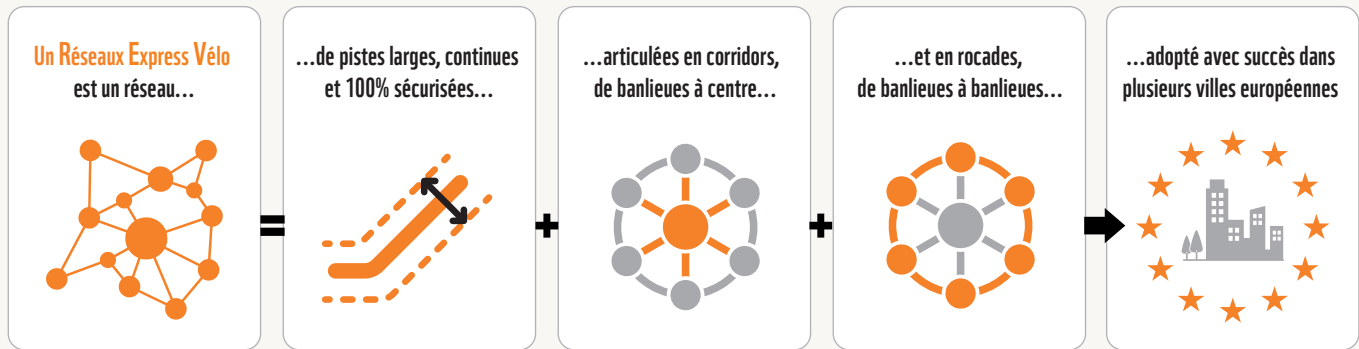 Un Réseaux Express Vélo
est un réseau...
...de pistes larges, continues
et 100% sécurisées...
...articulées en corridors,
de banlieues à centre...
...et en rocades,
de banlieues à banlieues...
...adopté avec succès dans
plusieurs villes européennes